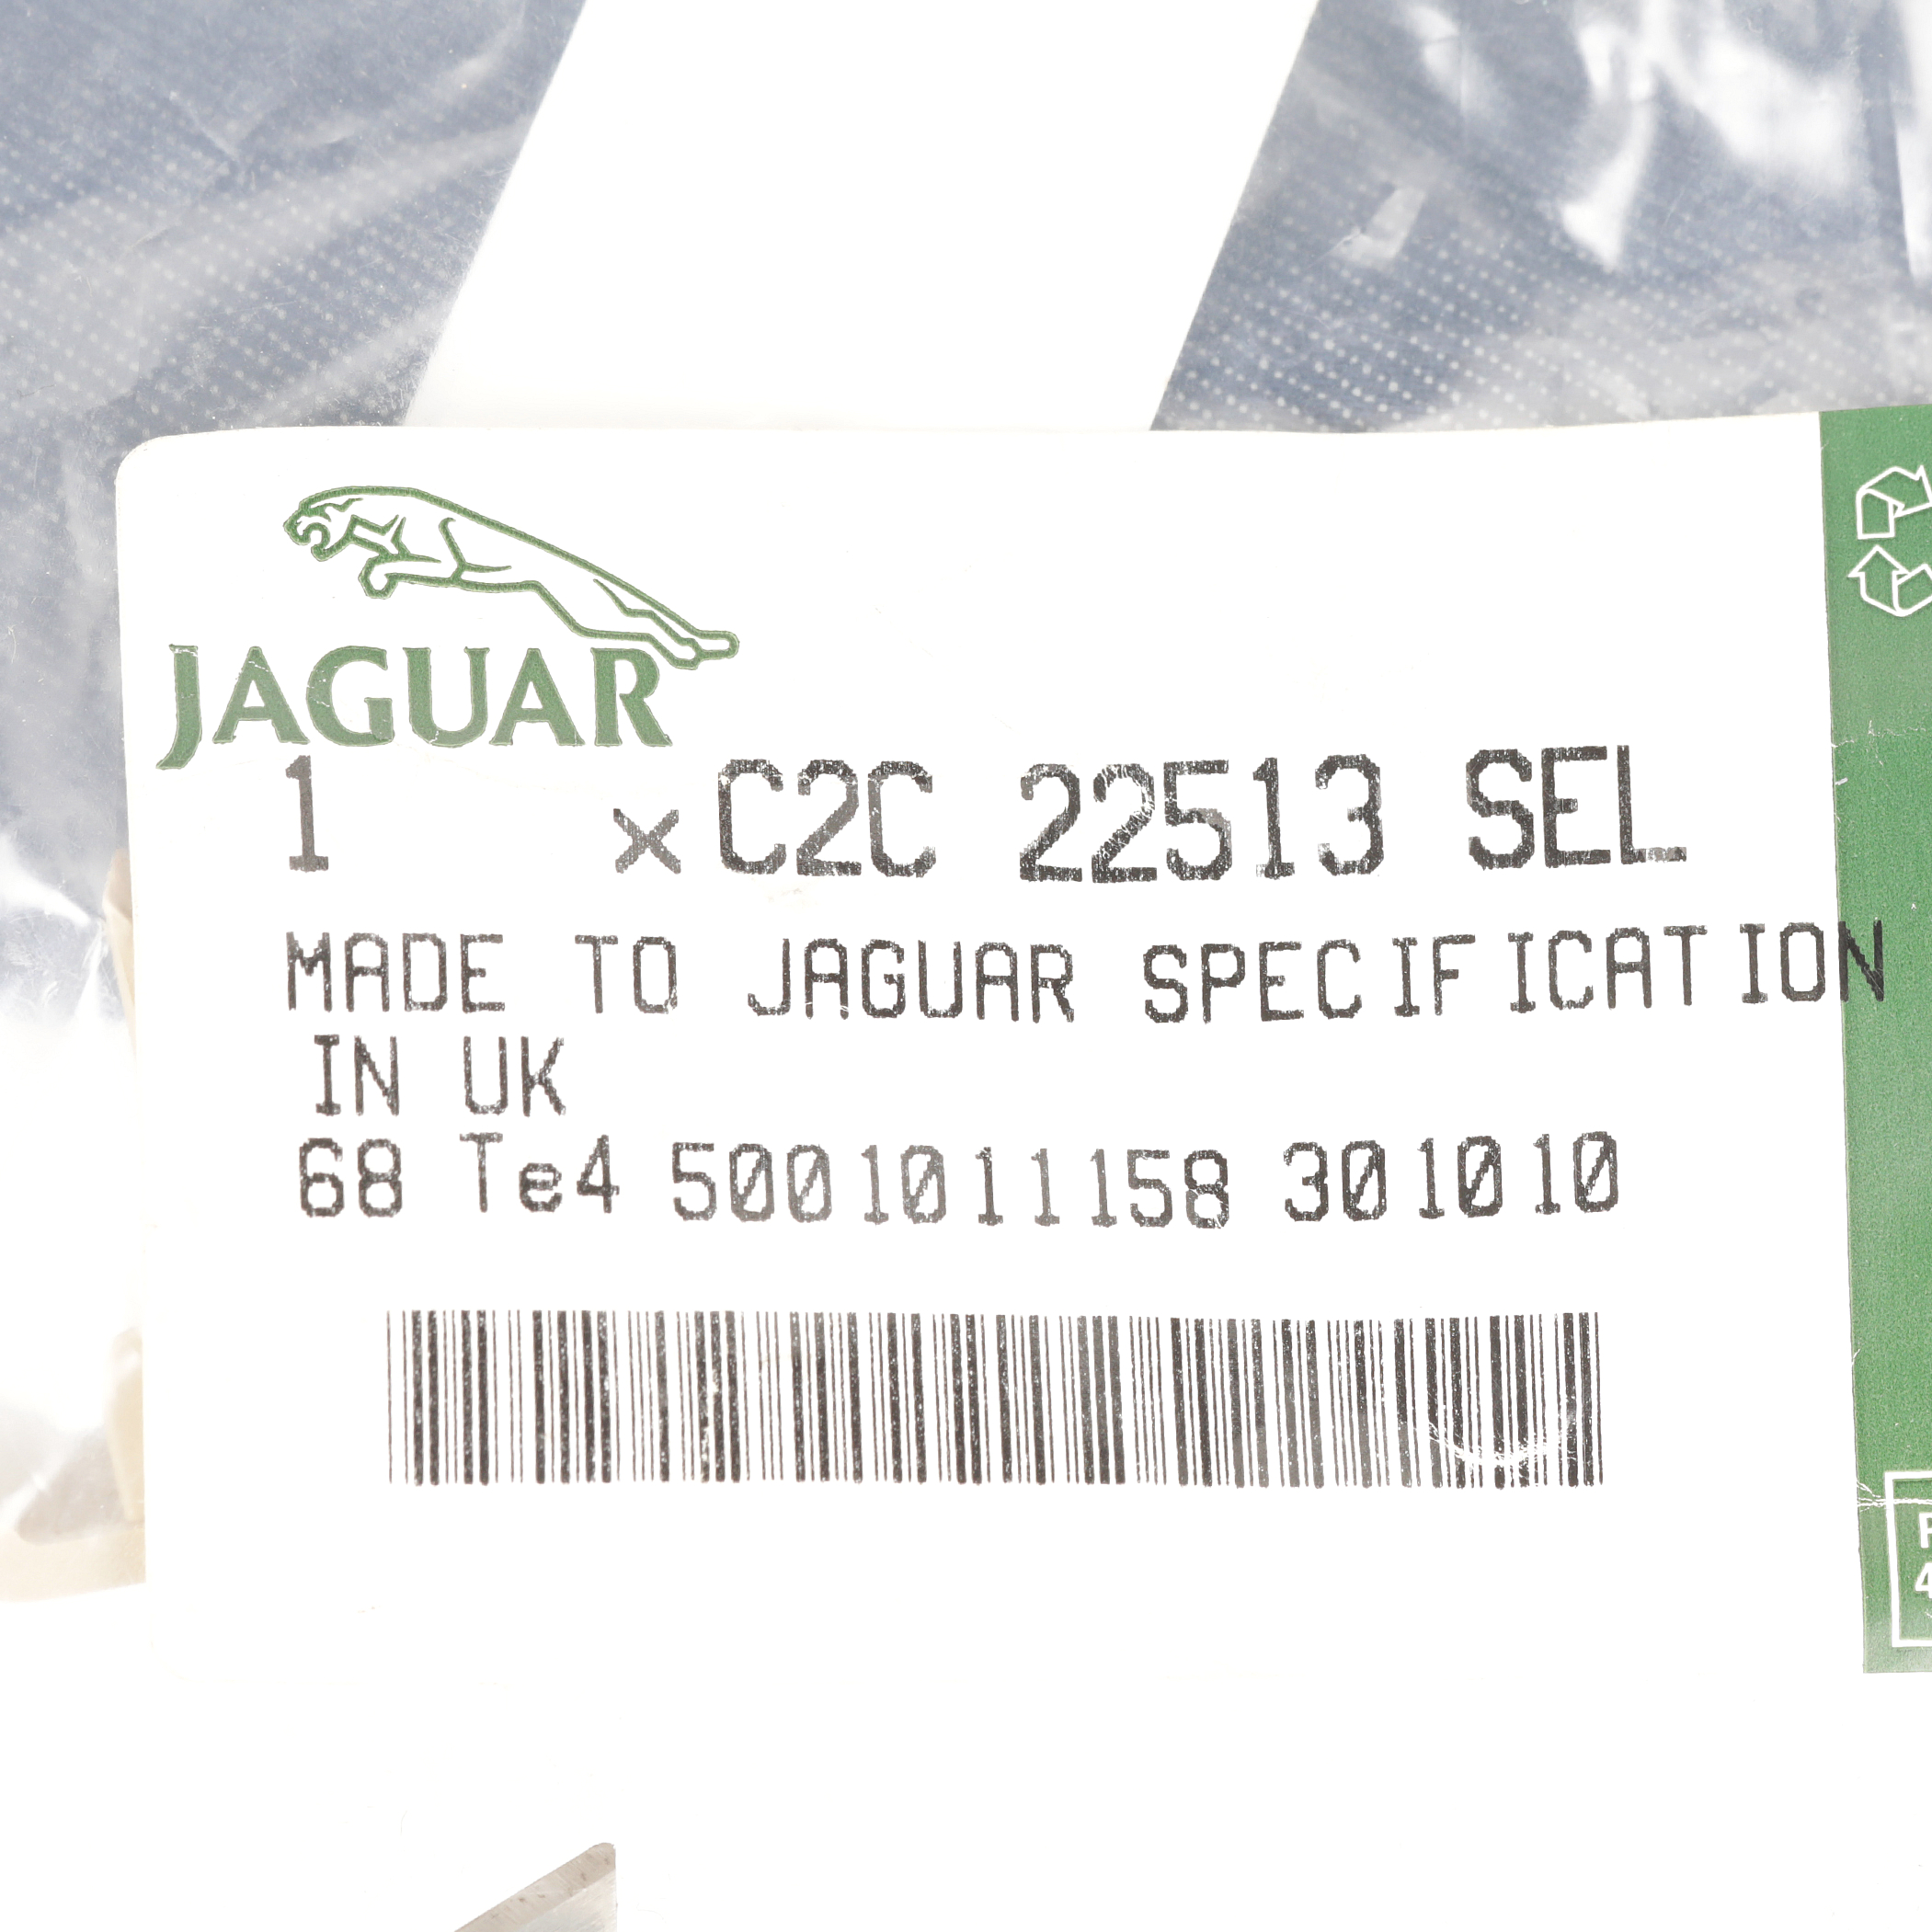 JAGUAR
1 x C2C 22513 SEL
MADE TO JAGUAR SPECIFICATION
IN UK
68 Te4 5001011158 301010